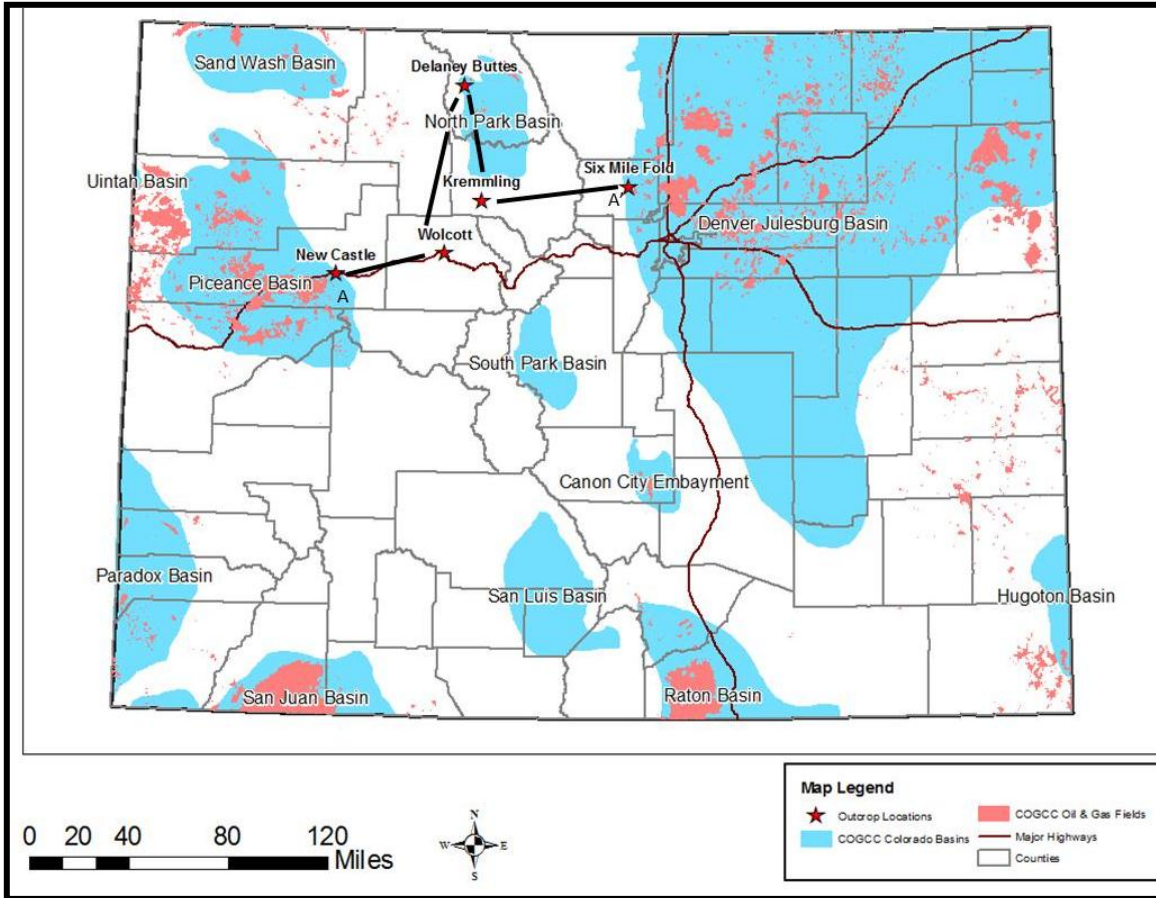 Sand Wash Basin
Delaney Buttes
North Park Basin
Uintah Basin
Kremmling
Six Mile Fold
A'
Denver Julesburg Basin
Wolcott
New Castle
Piceance Basin
A
South Park Basin
Canon City Embayment
Paradox Basin
San Luis Basin
Hugoton Basin
San Juan Basin
Raton Basin
0 20 40 80 120
Miles
N
W E
S
Map Legend
Outcrop Locations
COGCC Colorado Basins
COGCC Oil & Gas Fields
Major Highways
Counties